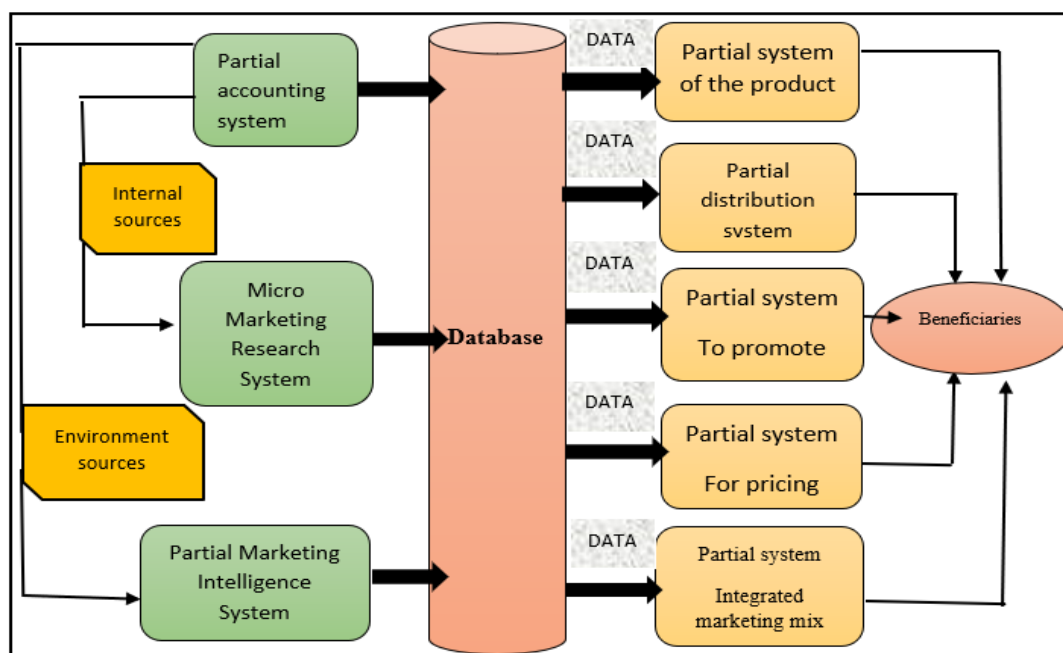 Partial
accounting
system
Internal
sources
Micro
Marketing
Research
System
Environment
sources
Partial Marketing
Intelligence
System
Database
DATA
DATA
DATA
DATA
DATA
Partial system
of the product
Partial
distribution
svstem
Partial system
To promote
Partial system
For pricing
Partial system
Integrated
marketing mix
Beneficiaries